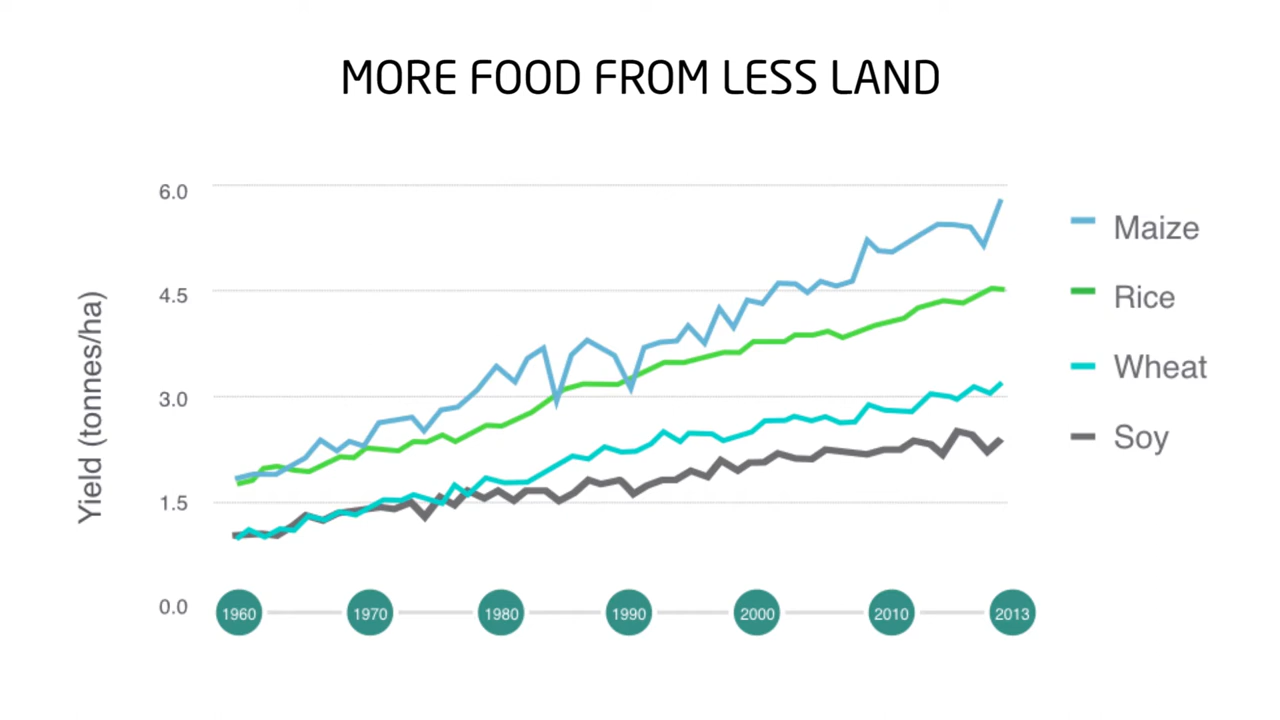 MORE FOOD FROM LESS LAND
6.0
4.5
3.0
1.5
0.0
Yield (tonnes/ha)
Maize
Rice
Wheat
Soy
1960 1970 1980 1990 2000 2010 2013